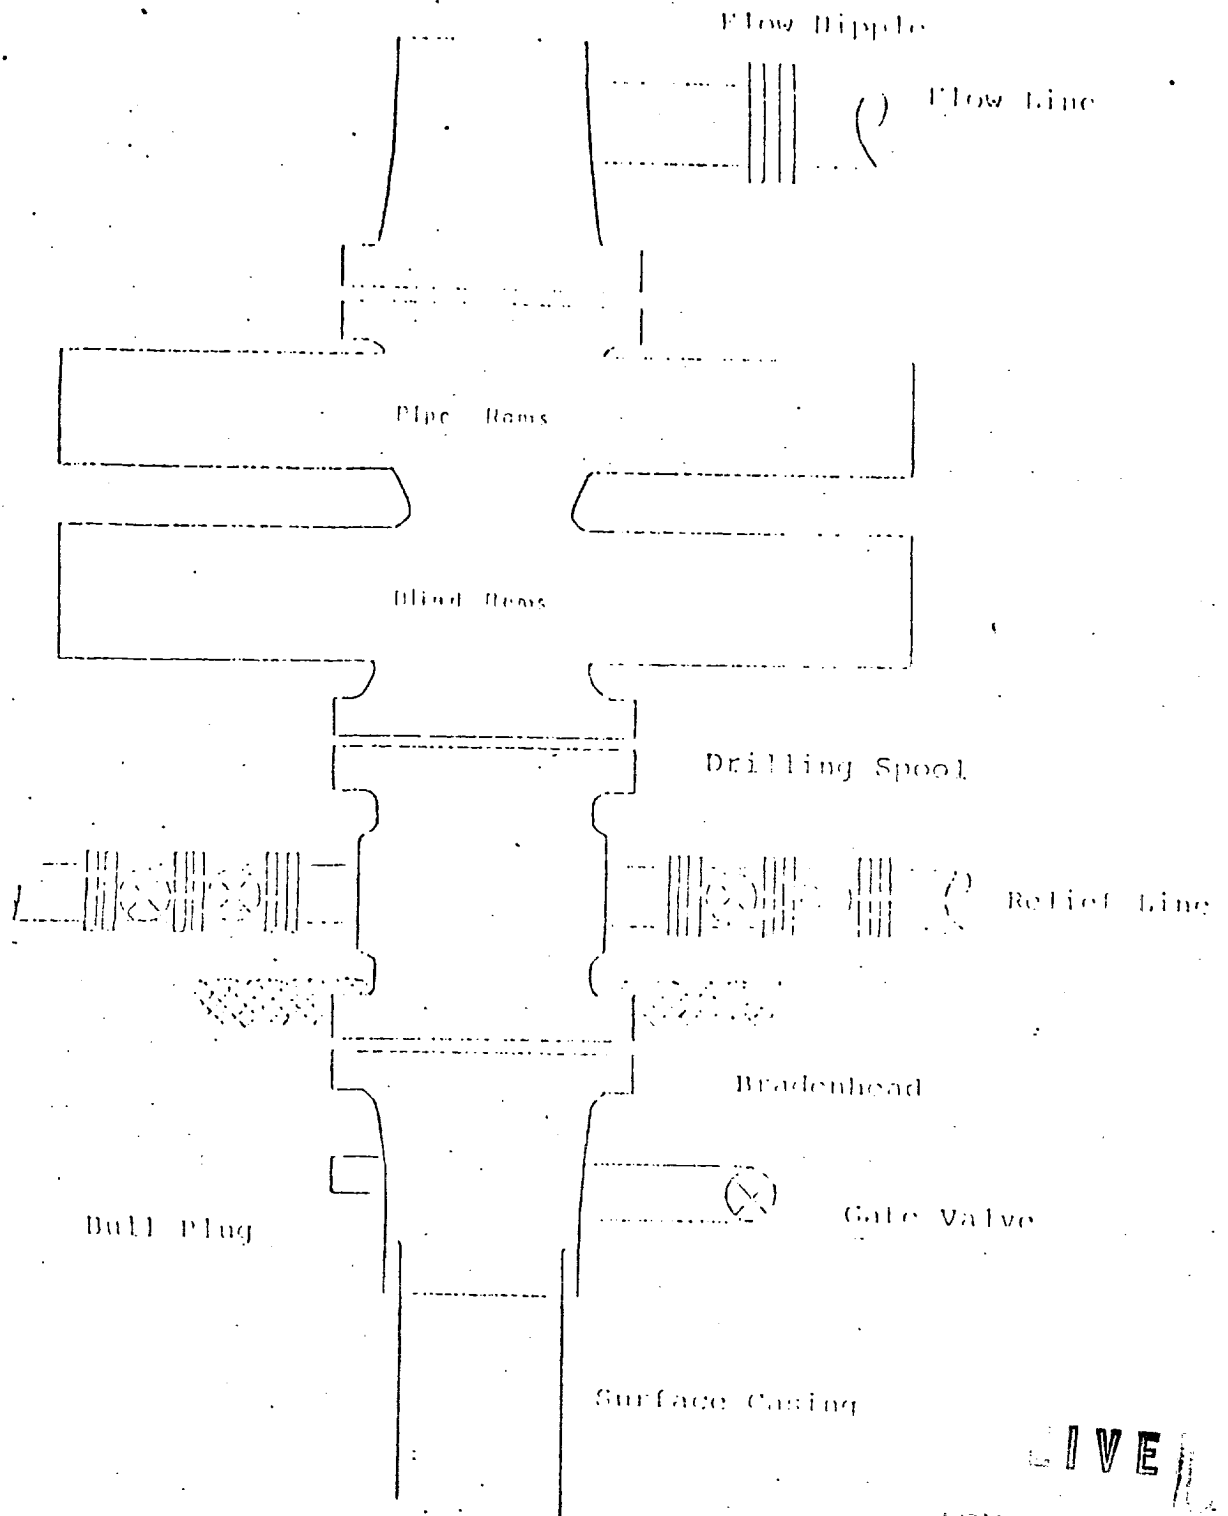 Flow Nipple
Flow Line
Pipe Rams
Blind Rams
Drilling Spool
Relief Line
Bradenhead
Bull Plug
Gate Valve
Surface Casing
IVE